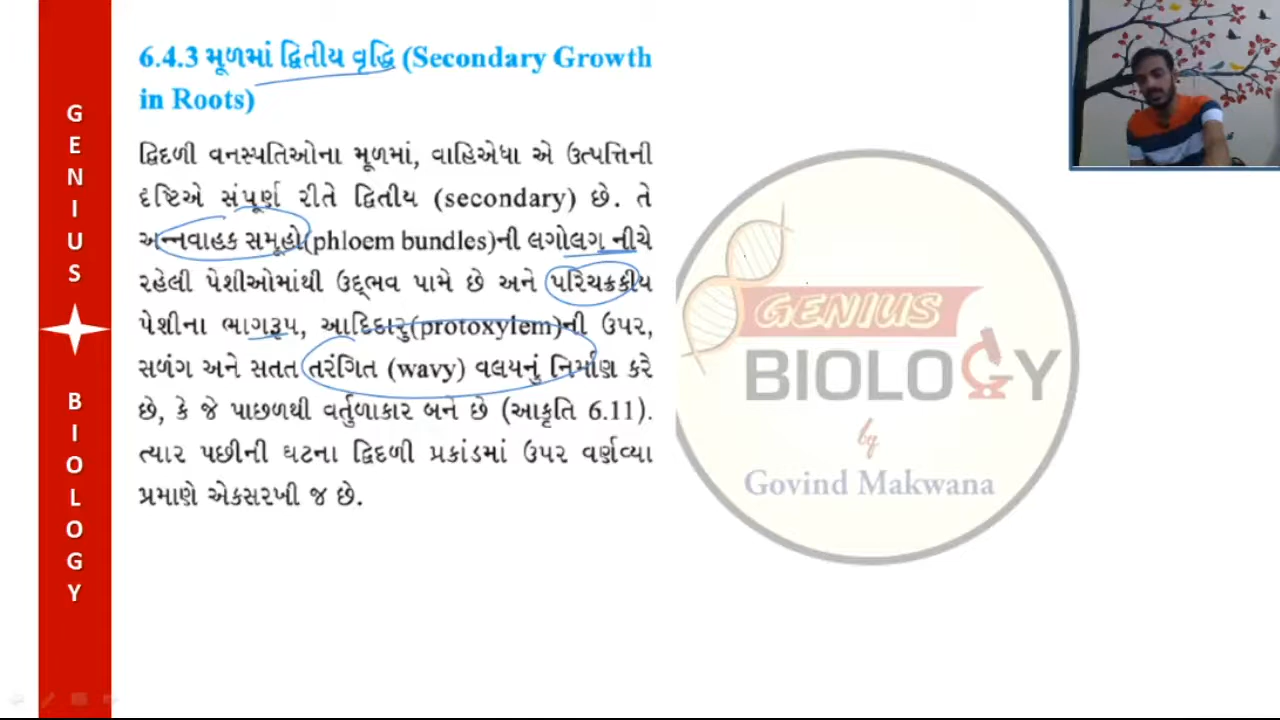 GENIUS BIOLOGY
6.4.3 મૂળમાં દ્વિતીય વૃદ્ધિ (Secondary Growth
in Roots)
દ્વિદળી વનસ્પતિઓના મૂળમાં, વાહિએધા એ ઉત્પત્તિની
દૃષ્ટિએ સંપૂર્ણ રીતે દ્વિતીય (secondary) છે. તે
અન્નવાહક સમૂહો(phloem bundles)ની લગોલગ નીચે
રહેલી પેશીઓમાંથી ઉદ્ભવ પામે છે અને પરિચક્રકીય
પેશીના ભાગરૂપ, આદિદારુ(protoxylem)ની ઉપર,
સળંગ અને સતત તરંગિત (wavy) વલયનું નિર્માણ કરે
છે, કે જે પાછળથી વર્તુળાકાર બને છે (આકૃતિ 6.11).
ત્યાર પછીની ઘટના દ્વિદળી પ્રકાંડમાં ઉપર વર્ણવ્યા
પ્રમાણે એકસરખી જ છે.
GENIUS
BIOLOGY
by
Govind Makwana